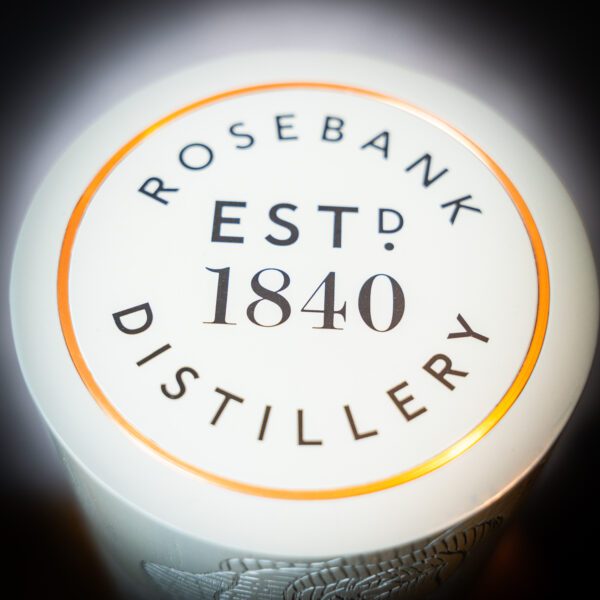 ROSEBANK
ESTD.
1840
DISTILLERY